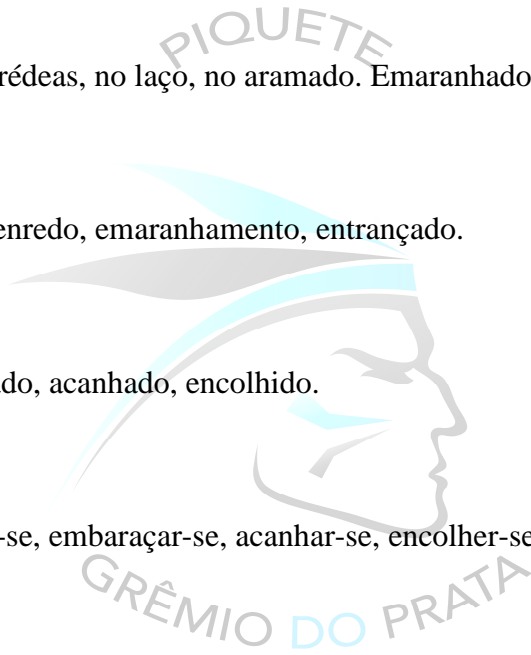 PIQUETE
rédeas, no laço, no aramado. Emaranhado
enredo, emaranhamento, entrançado.
do, acanhado, encolhido.
-se, embaraçar-se, acanhar-se, encolher-se
GRÊMIO DO PRATA